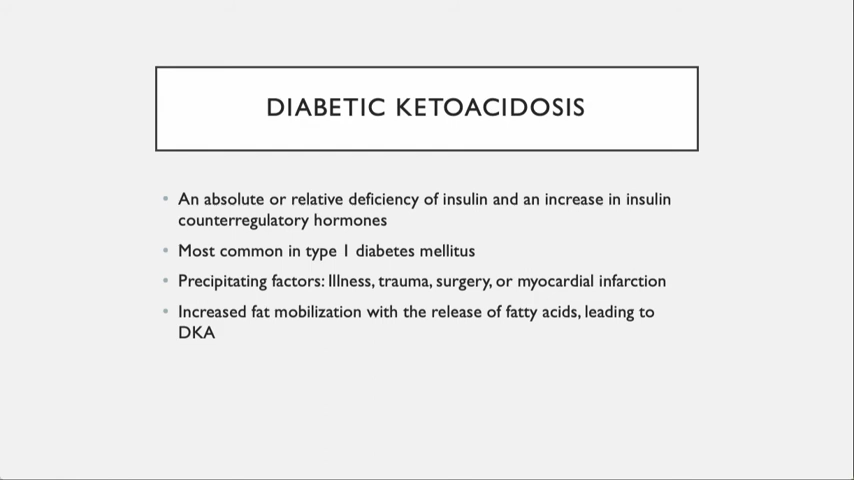 DIABETIC KETOACIDOSIS
• An absolute or relative deficiency of insulin and an increase in insulin
counterregulatory hormones
• Most common in type 1 diabetes mellitus
• Precipitating factors: Illness, trauma, surgery, or myocardial infarction
• Increased fat mobilization with the release of fatty acids, leading to
DKA